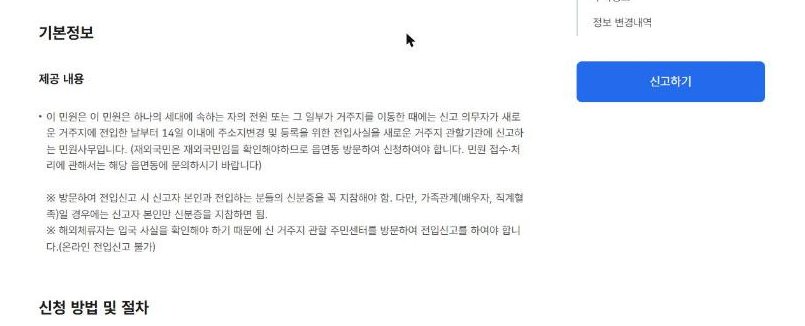 정보 변경내역
기본정보
신고하기
제공 내용
• 이 민원은 이 민원은 하나의 세대에 속하는 자의 전원 또는 그 일부가 거주지를 이동한 때에는 신고 의무자가 새로
운 거주지에 전입한 날부터 14일 이내에 주소지변경 및 등록을 위한 전입사실을 새로운 거주지 관할기관에 신고하
는 민원사무입니다. (재외국민은 재외국민임을 확인해야하므로 읍면동 방문하여 신청하여야 합니다. 민원 접수·처
리에 관해서는 해당 읍면동에 문의하시기 바랍니다)
※ 방문하여 전입신고 시 신고자 본인과 전입하는 분들의 신분증을 꼭 지참해야 함. 다만, 가족관계(배우자, 직계혈
족)일 경우에는 신고자 본인만 신분증을 지참하면 됨.
※ 해외체류자는 입국 사실을 확인해야 하기 때문에 신 거주지 관할 주민센터를 방문하여 전입신고를 하여야 합니
다.(온라인 전입신고 불가)
신청 방법 및 절차